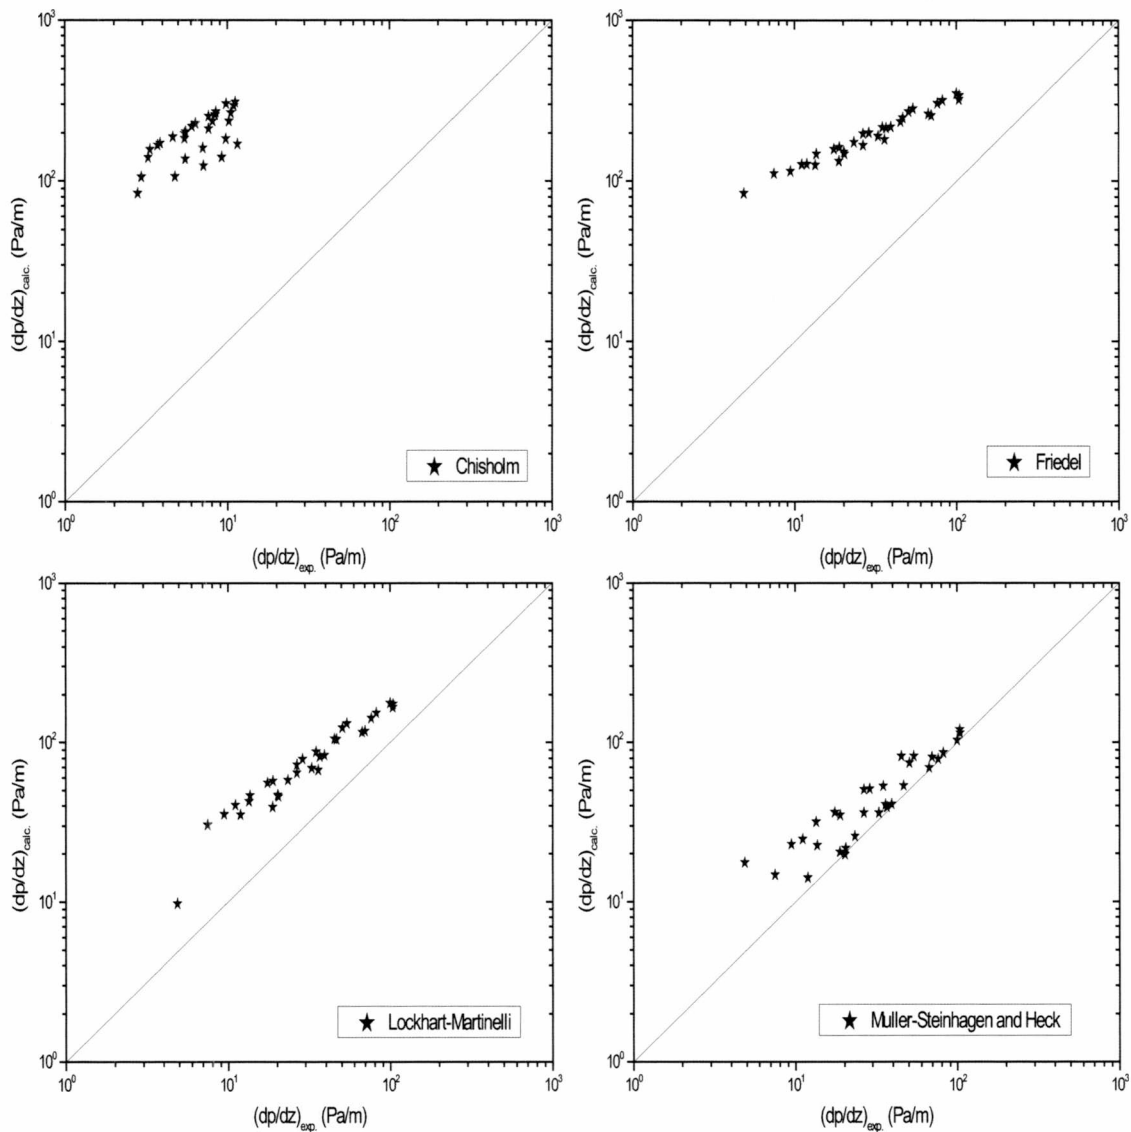 10³
10²
10¹
10⁰
(dp/dz)calc. (Pa/m)
10⁰ 10¹ 10² 10³
(dp/dz)exp. (Pa/m)
★ Chisholm
10³
10²
10¹
10⁰
(dp/dz)calc. (Pa/m)
10⁰ 10¹ 10² 10³
(dp/dz)exp. (Pa/m)
★ Friedel
10³
10²
10¹
10⁰
(dp/dz)calc. (Pa/m)
10⁰ 10¹ 10² 10³
(dp/dz)exp. (Pa/m)
★ Lockhart-Martinelli
10³
10²
10¹
10⁰
(dp/dz)calc. (Pa/m)
10⁰ 10¹ 10² 10³
(dp/dz)exp. (Pa/m)
★ Muller-Steinhagen and Heck